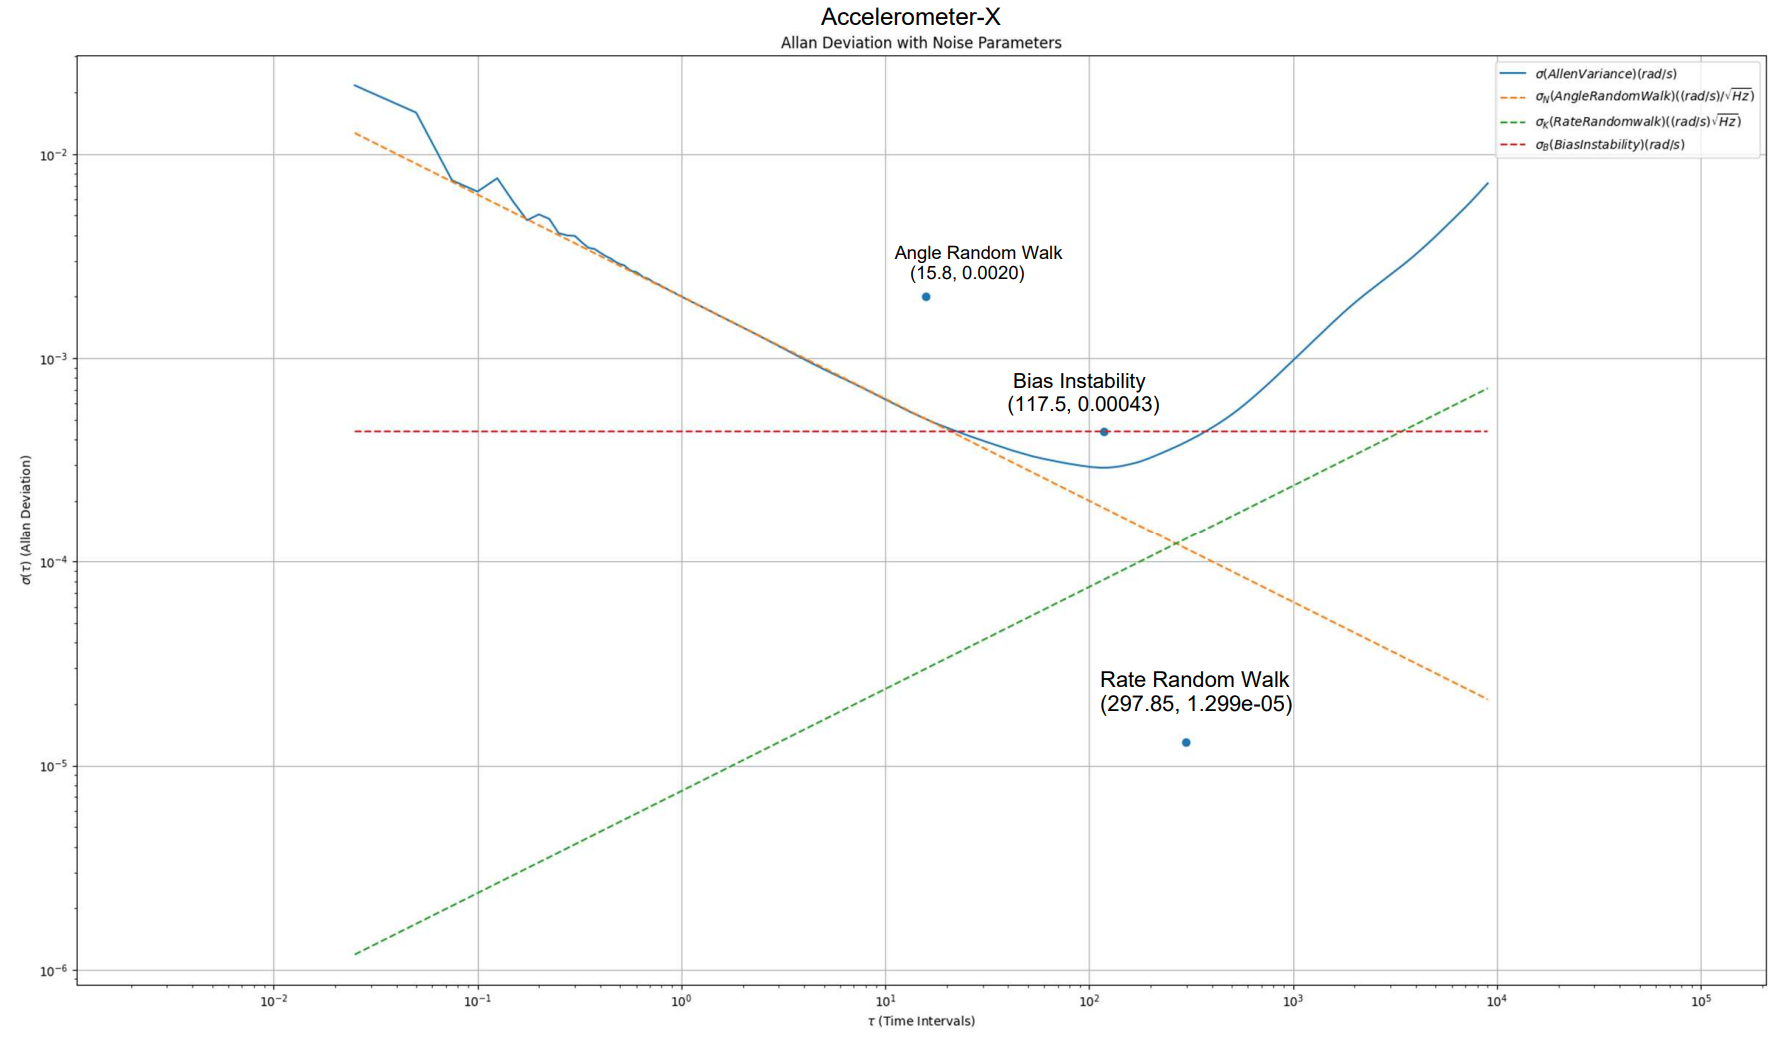 Accelerometer-X
Allan Deviation with Noise Parameters
σ(AllenVariance)(rad/s)
σ_N(AngleRandomWalk)((rad/s)/√Hz)
σ_K(RateRandomwalk)((rad/s)√Hz)
σ_B(BiasInstability)(rad/s)
Angle Random Walk
(15.8, 0.0020)
Bias Instability
(117.5, 0.00043)
Rate Random Walk
(297.85, 1.299e-05)
σ(τ) (Allan Deviation)
10⁻²
10⁻³
10⁻⁴
10⁻⁵
10⁻⁶
10⁻² 10⁻¹ 10⁰ 10¹ 10² 10³ 10⁴ 10⁵
τ (Time Intervals)